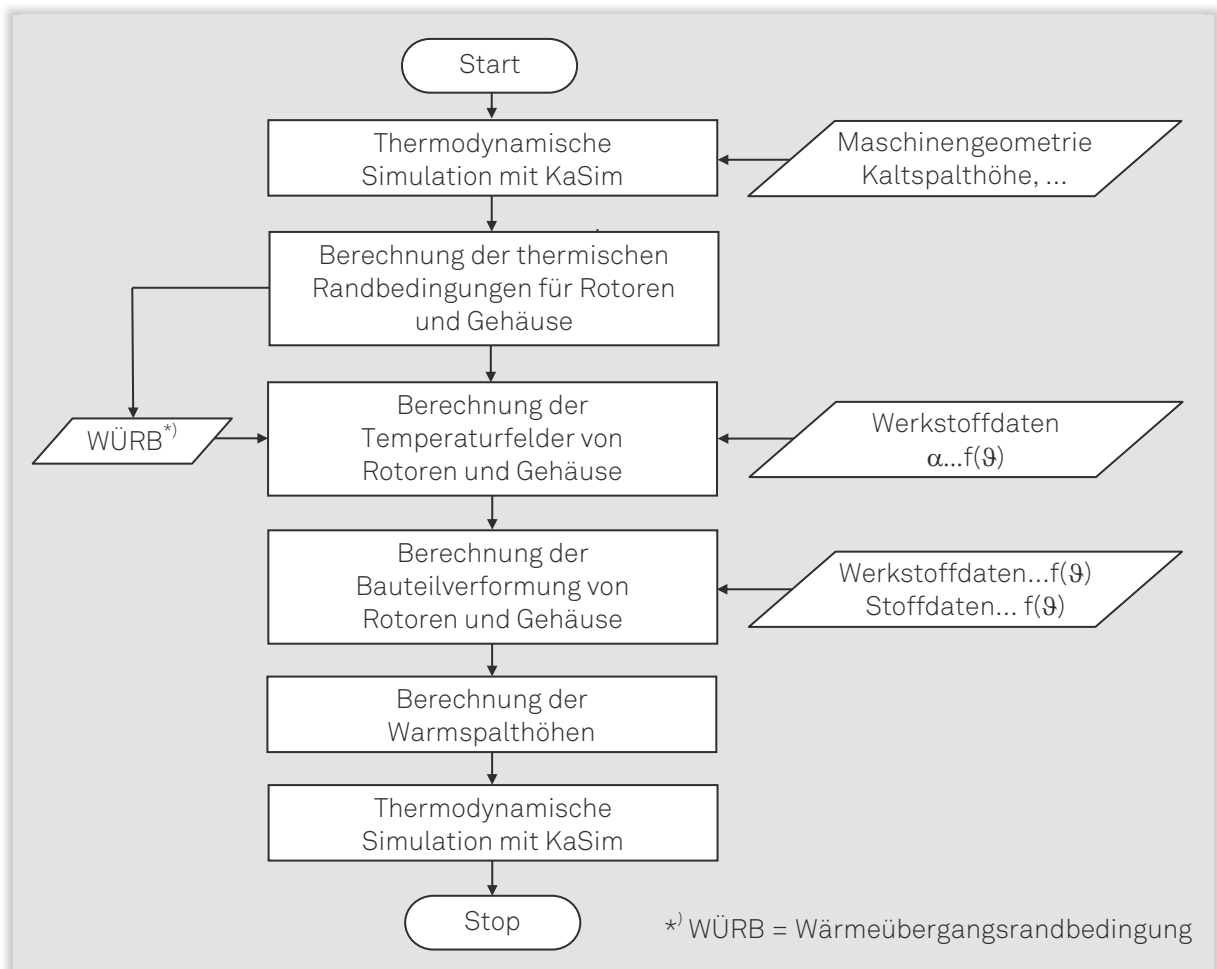 Start
Thermodynamische
Simulation mit KaSim
Maschinengeometrie
Kaltspalthöhe, ...
Berechnung der thermischen
Randbedingungen für Rotoren
und Gehäuse
WÜRB*)
Berechnung der
Temperaturfelder von
Rotoren und Gehäuse
Werkstoffdaten
α...f(ϑ)
Berechnung der
Bauteilverformung von
Rotoren und Gehäuse
Werkstoffdaten...f(ϑ)
Stoffdaten... f(ϑ)
Berechnung der
Warmspalthöhen
Thermodynamische
Simulation mit KaSim
Stop
*) WÜRB = Wärmeübergangsrandbedingung